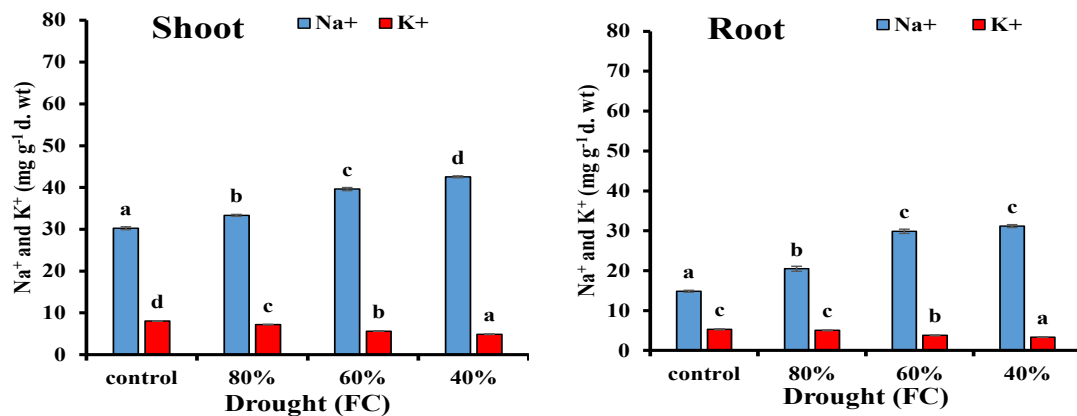 Shoot
Na+ K+
Na⁺ and K⁺ (mg g⁻¹ d. wt)
80
70
60
50
40
30
20
10
0
a b c d
d c b a
control 80% 60% 40%
Drought (FC)
Root
Na+ K+
Na⁺ and K⁺ (mg g⁻¹ d. wt)
80
70
60
50
40
30
20
10
0
a b c c
c c b a
control 80% 60% 40%
Drought (FC)